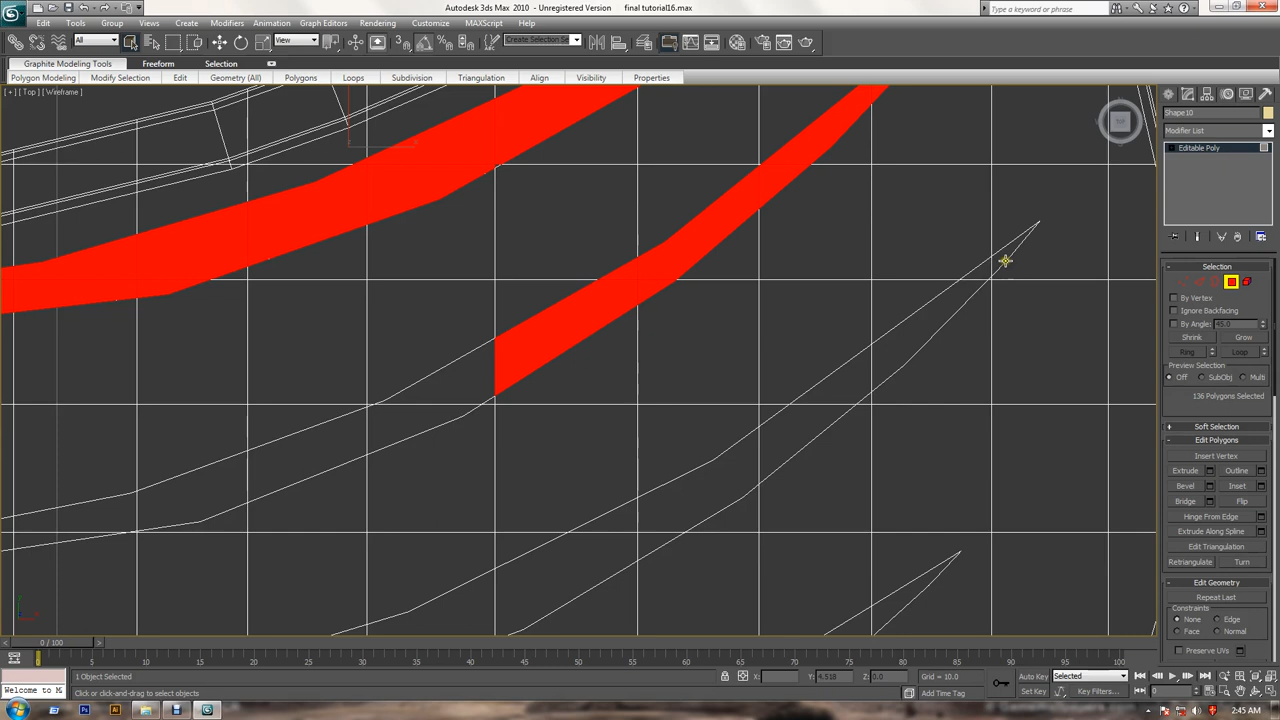 Autodesk 3ds Max 2010 - Unregistered Version final tutorial16.max
Type a keyword or phrase
Edit Tools Group Views Create Modifiers Animation Graph Editors Rendering Customize MAXScript Help
All View Create Selection Se
Graphite Modeling Tools Freeform Selection
Polygon Modeling Modify Selection Edit Geometry (All) Polygons Loops Subdivision Triangulation Align Visibility Properties
[ + ] [ Top ] [ Wireframe ]
Shape10
Modifier List
Editable Poly
Selection
By Vertex
Ignore Backfacing
By Angle: 45.0
Shrink Grow
Ring Loop
Preview Selection
Off SubObj Multi
136 Polygons Selected
Soft Selection
Edit Polygons
Insert Vertex
Extrude Outline
Bevel Inset
Bridge Flip
Hinge From Edge
Extrude Along Spline
Edit Triangulation
Retriangulate Turn
Edit Geometry
Repeat Last
Constraints
None Edge
Face Normal
Preserve UVs
0 / 100
0 5 10 15 20 25 30 35 40 45 50 55 60 65 70 75 80 85 90 95 100
1 Object Selected X: Y: 4.518 Z: 0.0 Grid = 10.0 Auto Key Selected
Welcome to M Click or click-and-drag to select objects Add Time Tag Set Key Key Filters... 0
2:45 AM